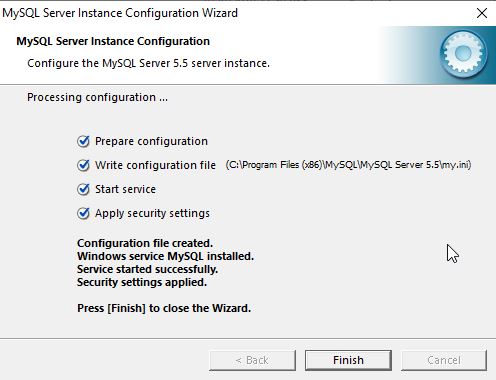 MySQL Server Instance Configuration Wizard
MySQL Server Instance Configuration
Configure the MySQL Server 5.5 server instance.
Processing configuration ...
Prepare configuration
Write configuration file (C:\Program Files (x86)\MySQL\MySQL Server 5.5\my.ini)
Start service
Apply security settings
Configuration file created.
Windows service MySQL installed.
Service started successfully.
Security settings applied.
Press [Finish] to close the Wizard.
< Back Finish Cancel